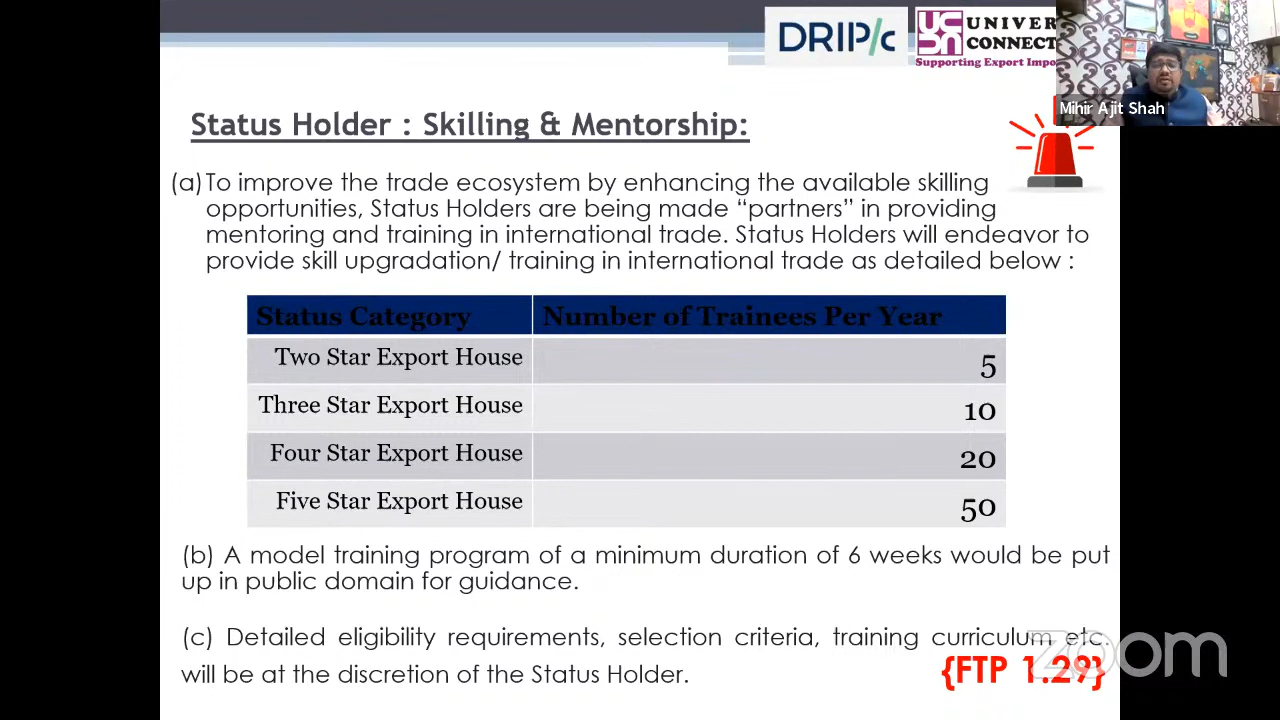 DRIP/c
UNIVER
CONNECT
Supporting Export Impo
Mihir Ajit Shah
Status Holder : Skilling & Mentorship:
(a) To improve the trade ecosystem by enhancing the available skilling
opportunities, Status Holders are being made “partners” in providing
mentoring and training in international trade. Status Holders will endeavor to
provide skill upgradation/ training in international trade as detailed below :
Status Category Number of Trainees Per Year
Two Star Export House 5
Three Star Export House 10
Four Star Export House 20
Five Star Export House 50
(b) A model training program of a minimum duration of 6 weeks would be put
up in public domain for guidance.
(c) Detailed eligibility requirements, selection criteria, training curriculum etc.
will be at the discretion of the Status Holder.
{FTP 1.29}
zoom